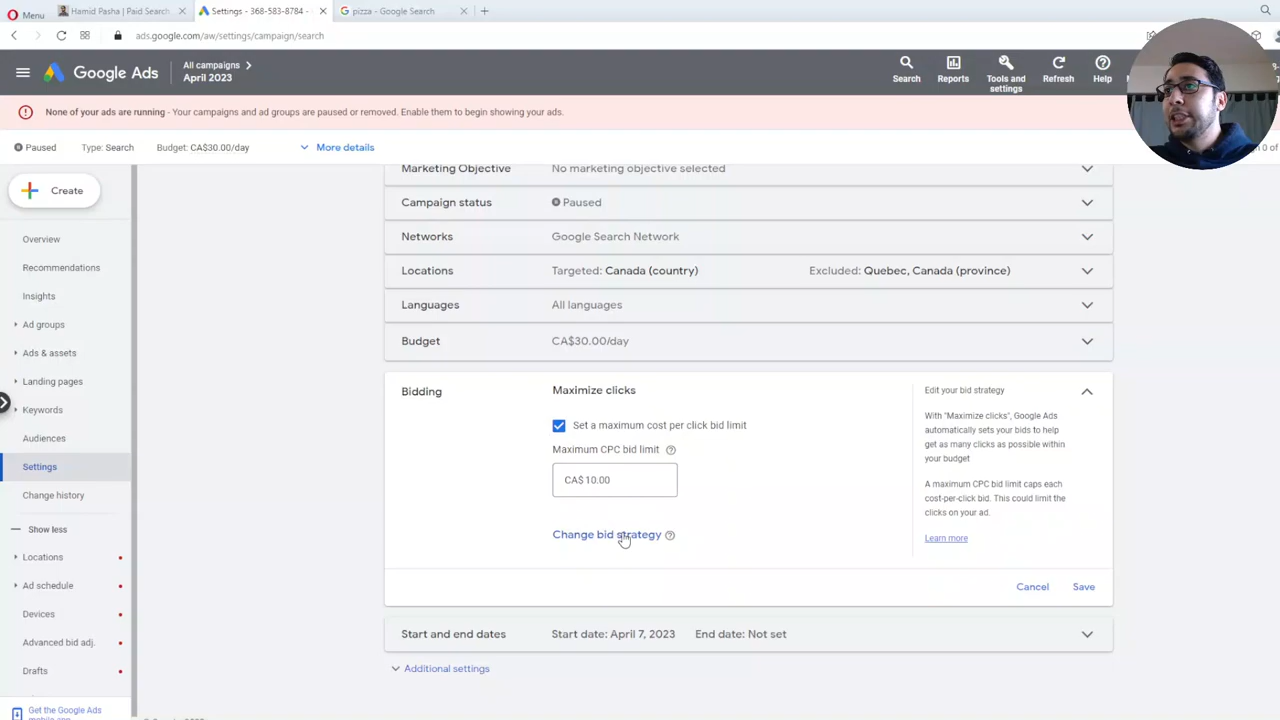 Menu
Hamid Pasha | Paid Search
Settings - 368-583-8784 -
pizza - Google Search
ads.google.com/aw/settings/campaign/search
Google Ads
All campaigns
April 2023
Search
Reports
Tools and settings
Refresh
Help
None of your ads are running - Your campaigns and ad groups are paused or removed. Enable them to begin showing your ads.
Paused
Type: Search
Budget: CA$30.00/day
More details
Create
Overview
Recommendations
Insights
Ad groups
Ads & assets
Landing pages
Keywords
Audiences
Settings
Change history
Show less
Locations
Ad schedule
Devices
Advanced bid adj.
Drafts
Get the Google Ads
mobile app
Marketing Objective
No marketing objective selected
Campaign status
Paused
Networks
Google Search Network
Locations
Targeted: Canada (country)
Excluded: Quebec, Canada (province)
Languages
All languages
Budget
CA$30.00/day
Bidding
Maximize clicks
Set a maximum cost per click bid limit
Maximum CPC bid limit
CA$ 10.00
Change bid strategy
Edit your bid strategy
With "Maximize clicks", Google Ads
automatically sets your bids to help
get as many clicks as possible within
your budget
A maximum CPC bid limit caps each
cost-per-click bid. This could limit the
clicks on your ad.
Learn more
Cancel
Save
Start and end dates
Start date: April 7, 2023
End date: Not set
Additional settings